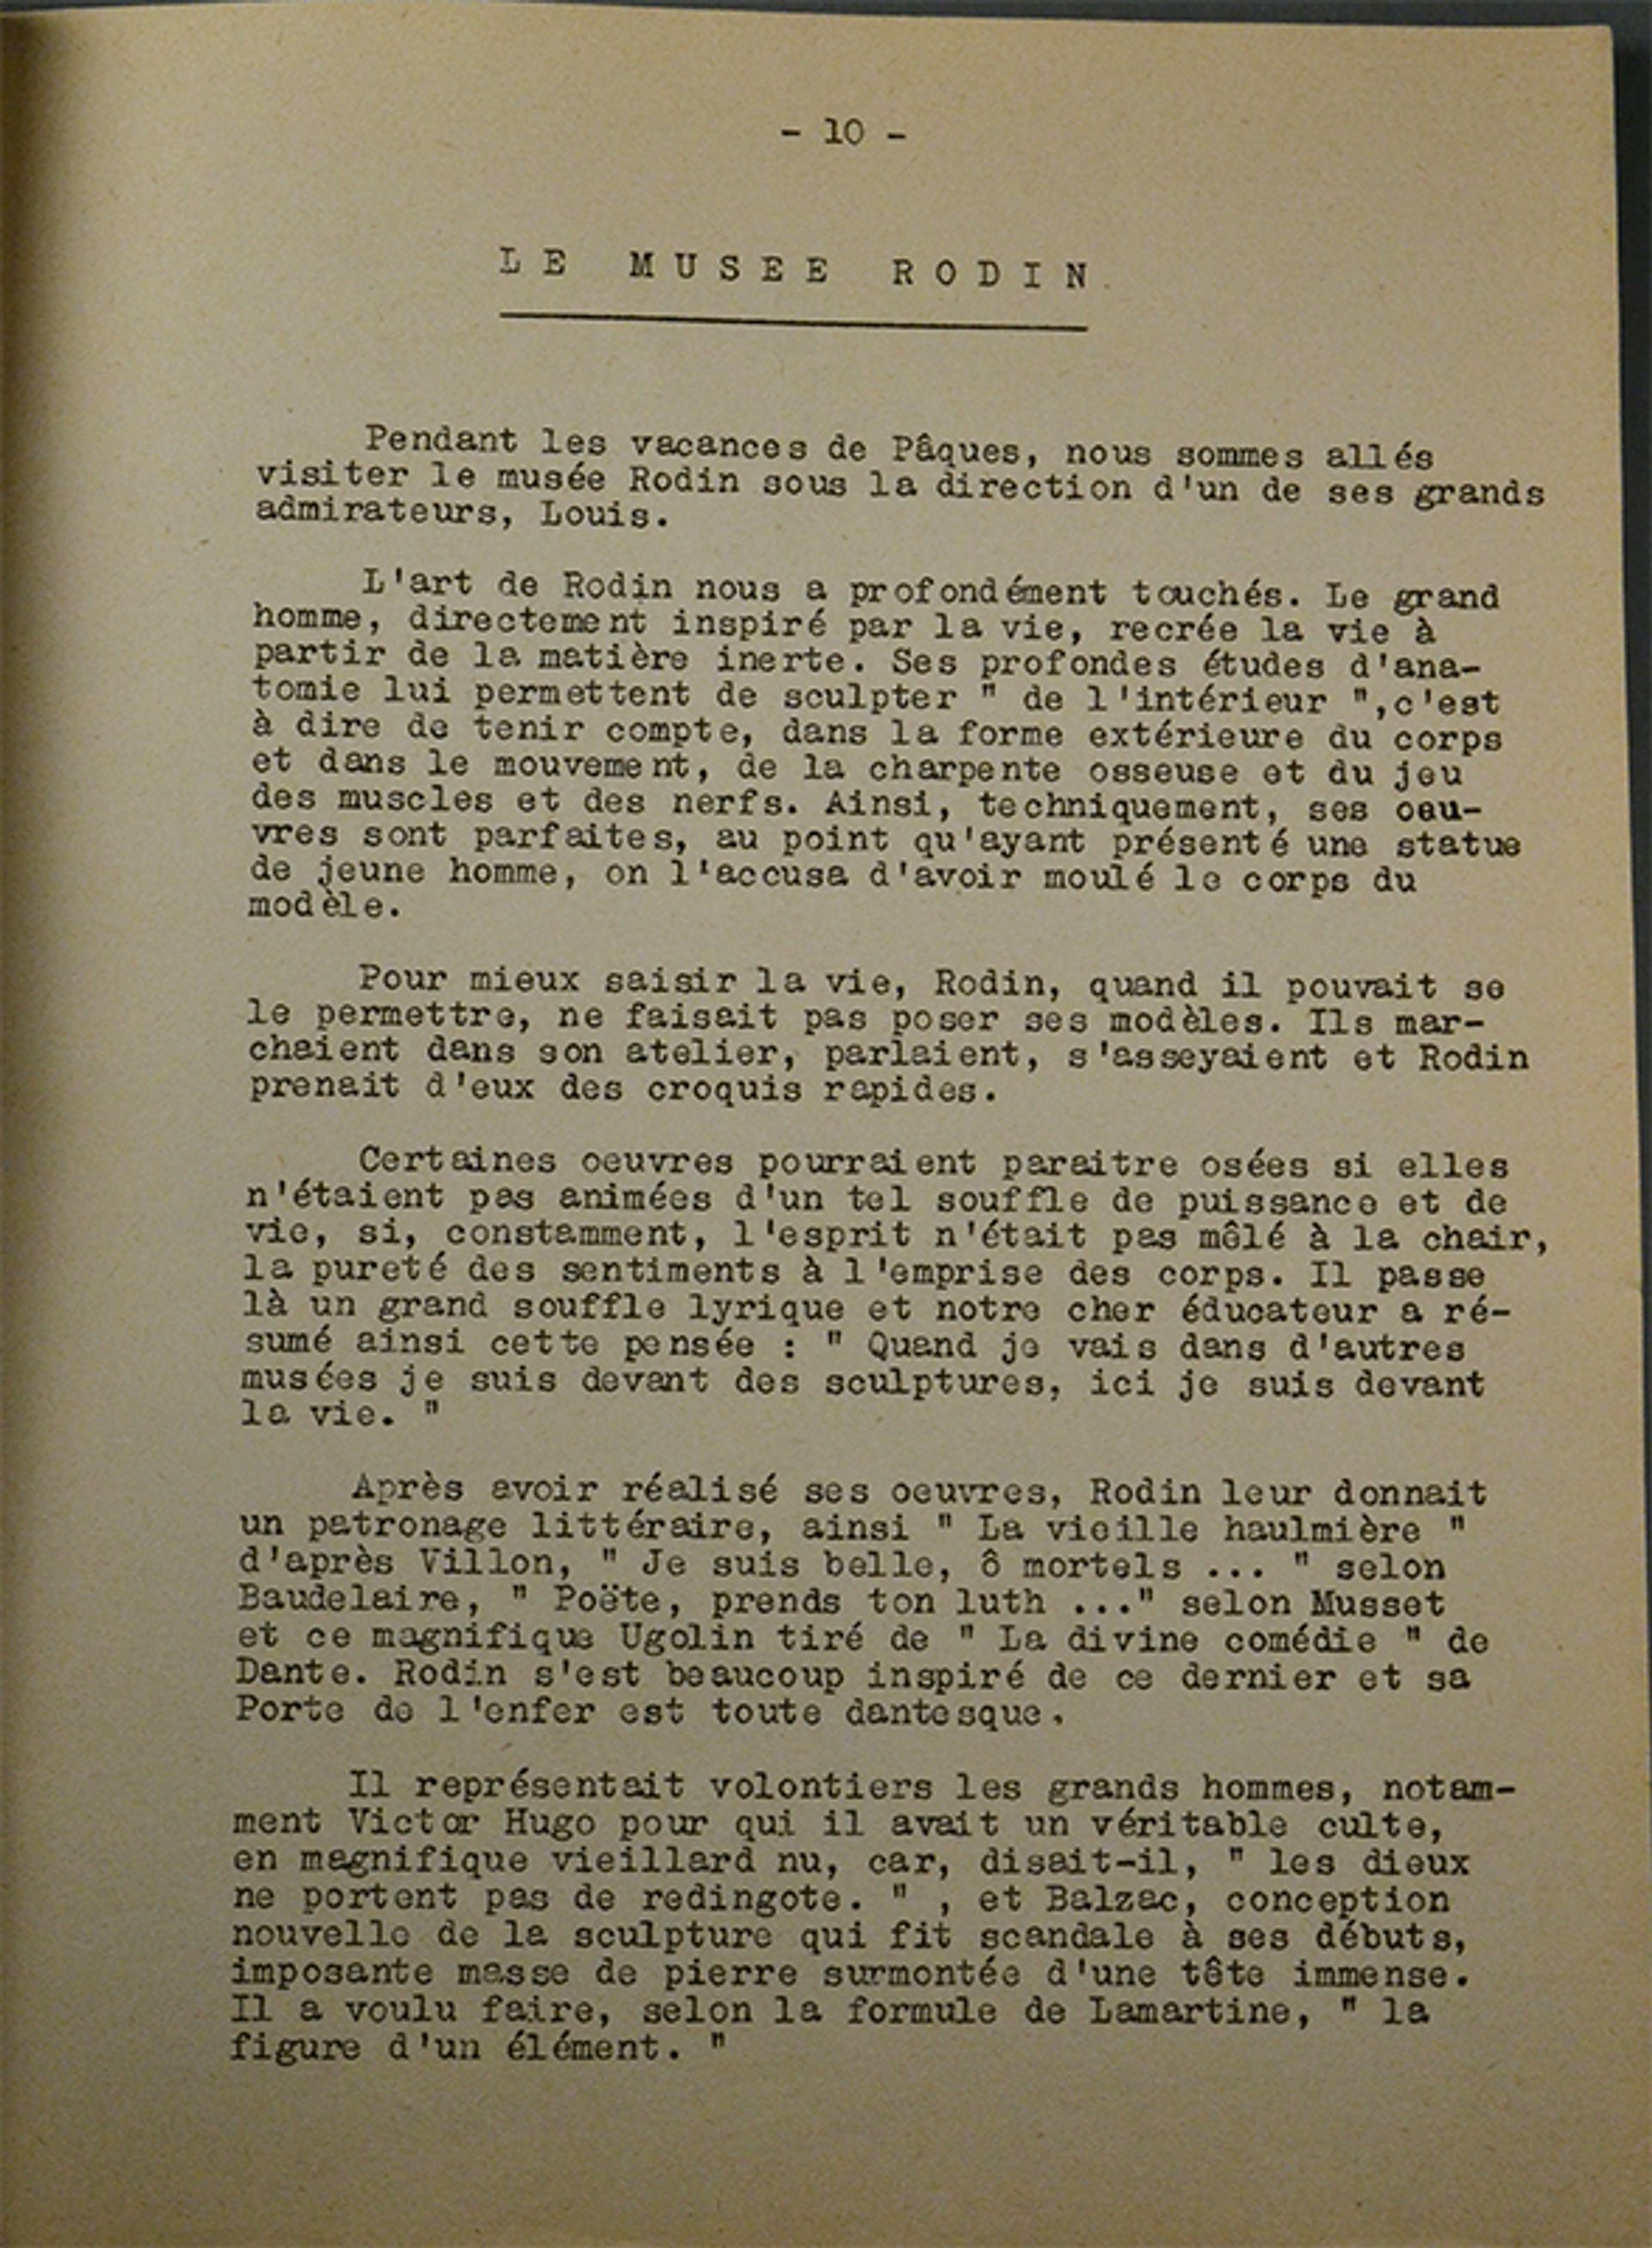 - 10 -
LE MUSEE RODIN
Pendant les vacances de Pâques, nous sommes allés
visiter le musée Rodin sous la direction d'un de ses grands
admirateurs, Louis.
L'art de Rodin nous a profondément touchés. Le grand
homme, directement inspiré par la vie, recrée la vie à
partir de la matière inerte. Ses profondes études d'ana-
tomie lui permettent de sculpter " de l'intérieur ",c'est
à dire de tenir compte, dans la forme extérieure du corps
et dans le mouvement, de la charpente osseuse et du jeu
des muscles et des nerfs. Ainsi, techniquement, ses oeu-
vres sont parfaites, au point qu'ayant présenté une statue
de jeune homme, on l'accusa d'avoir moulé le corps du
modèle.
Pour mieux saisir la vie, Rodin, quand il pouvait se
le permettre, ne faisait pas poser ses modèles. Ils mar-
chaient dans son atelier, parlaient, s'asseyaient et Rodin
prenait d'eux des croquis rapides.
Certaines oeuvres pourraient paraitre osées si elles
n'étaient pas animées d'un tel souffle de puissance et de
vie, si, constamment, l'esprit n'était pas mêlé à la chair,
la pureté des sentiments à l'emprise des corps. Il passe
là un grand souffle lyrique et notre cher éducateur a ré-
sumé ainsi cette pensée : " Quand je vais dans d'autres
musées je suis devant des sculptures, ici je suis devant
la vie. "
Après avoir réalisé ses oeuvres, Rodin leur donnait
un patronage littéraire, ainsi " La vieille haulmière "
d'après Villon, " Je suis belle, ô mortels ... " selon
Baudelaire, " Poëte, prends ton luth ..." selon Musset
et ce magnifique Ugolin tiré de " La divine comédie " de
Dante. Rodin s'est beaucoup inspiré de ce dernier et sa
Porte de l'enfer est toute dantesque.
Il représentait volontiers les grands hommes, notam-
ment Victor Hugo pour qui il avait un véritable culte,
en magnifique vieillard nu, car, disait-il, " les dieux
ne portent pas de redingote. " , et Balzac, conception
nouvelle de la sculpture qui fit scandale à ses débuts,
imposante masse de pierre surmontée d'une tête immense.
Il a voulu faire, selon la formule de Lamartine, " la
figure d'un élément. "